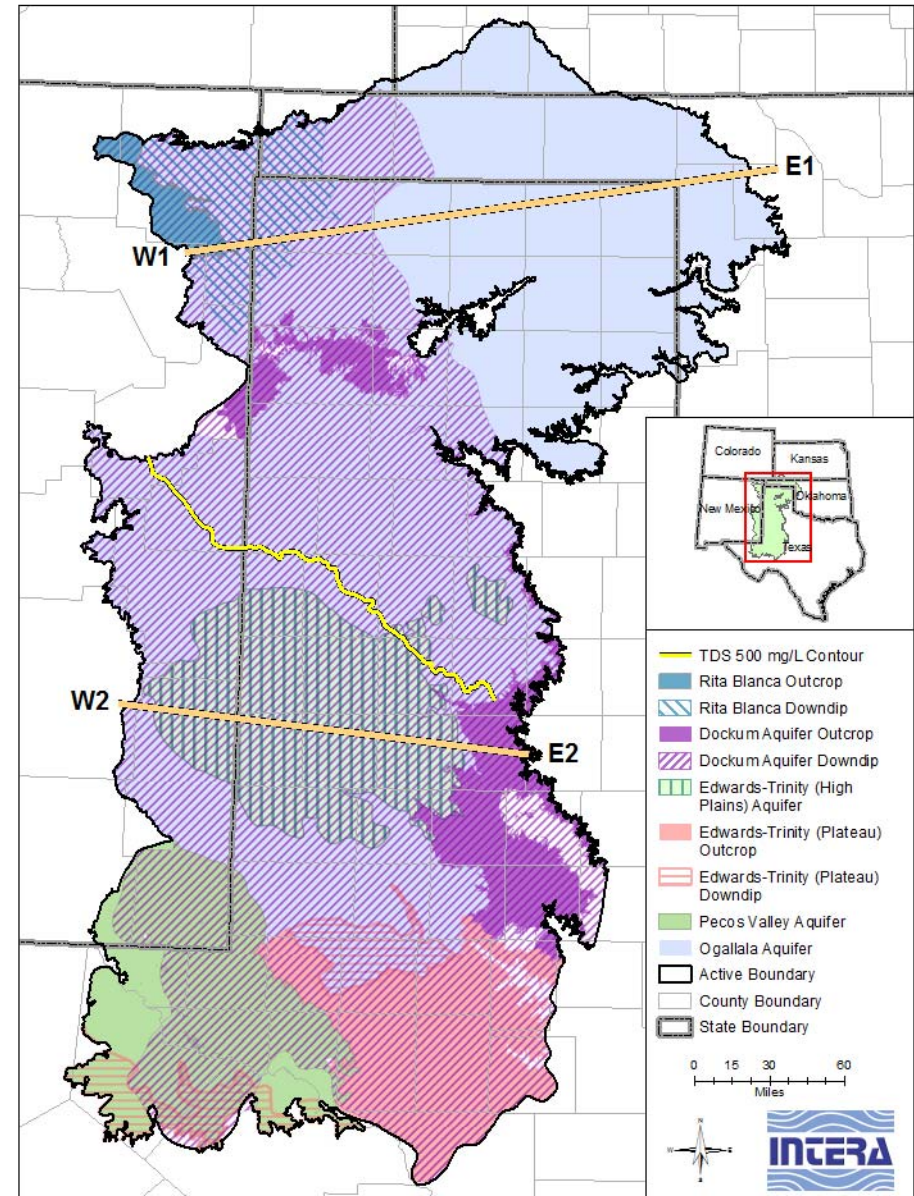 E1
W1
W2
E2
Colorado
Kansas
New Mexico
Oklahoma
Texas
TDS 500 mg/L Contour
Rita Blanca Outcrop
Rita Blanca Downdip
Dockum Aquifer Outcrop
Dockum Aquifer Downdip
Edwards-Trinity (High
Plains) Aquifer
Edwards-Trinity (Plateau)
Outcrop
Edwards-Trinity (Plateau)
Downdip
Pecos Valley Aquifer
Ogallala Aquifer
Active Boundary
County Boundary
State Boundary
0 15 30 60
Miles
N
W E
S
INTERA